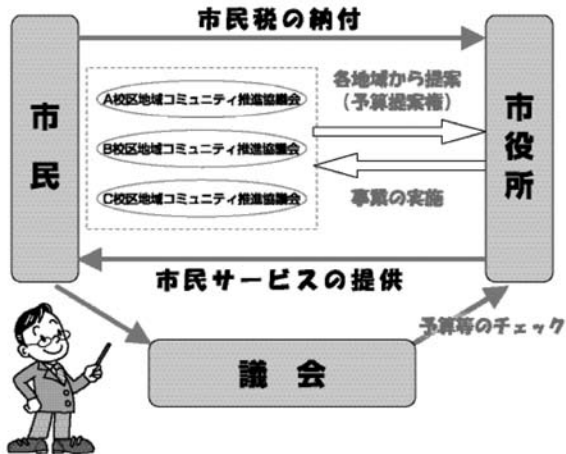 市民税の納付
市民
A校区地域コミュニティ推進協議会
B校区地域コミュニティ推進協議会
C校区地域コミュニティ推進協議会
各地域から提案
(予算提案権)
事業の実施
市役所
市民サービスの提供
予算等のチェック
議会